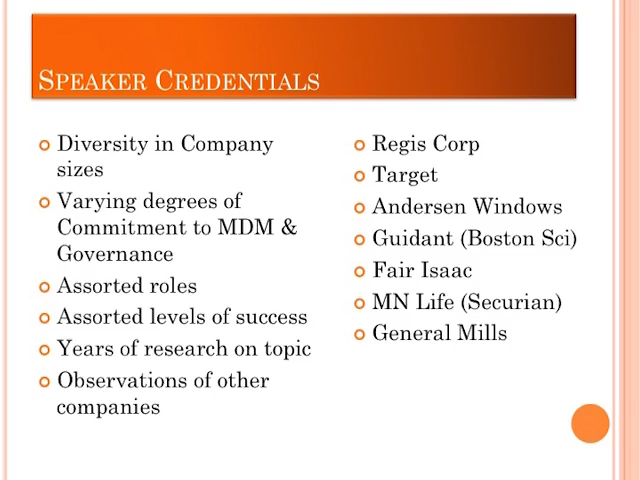 Speaker Credentials
Diversity in Company
sizes
Varying degrees of
Commitment to MDM &
Governance
Assorted roles
Assorted levels of success
Years of research on topic
Observations of other
companies
Regis Corp
Target
Andersen Windows
Guidant (Boston Sci)
Fair Isaac
MN Life (Securian)
General Mills